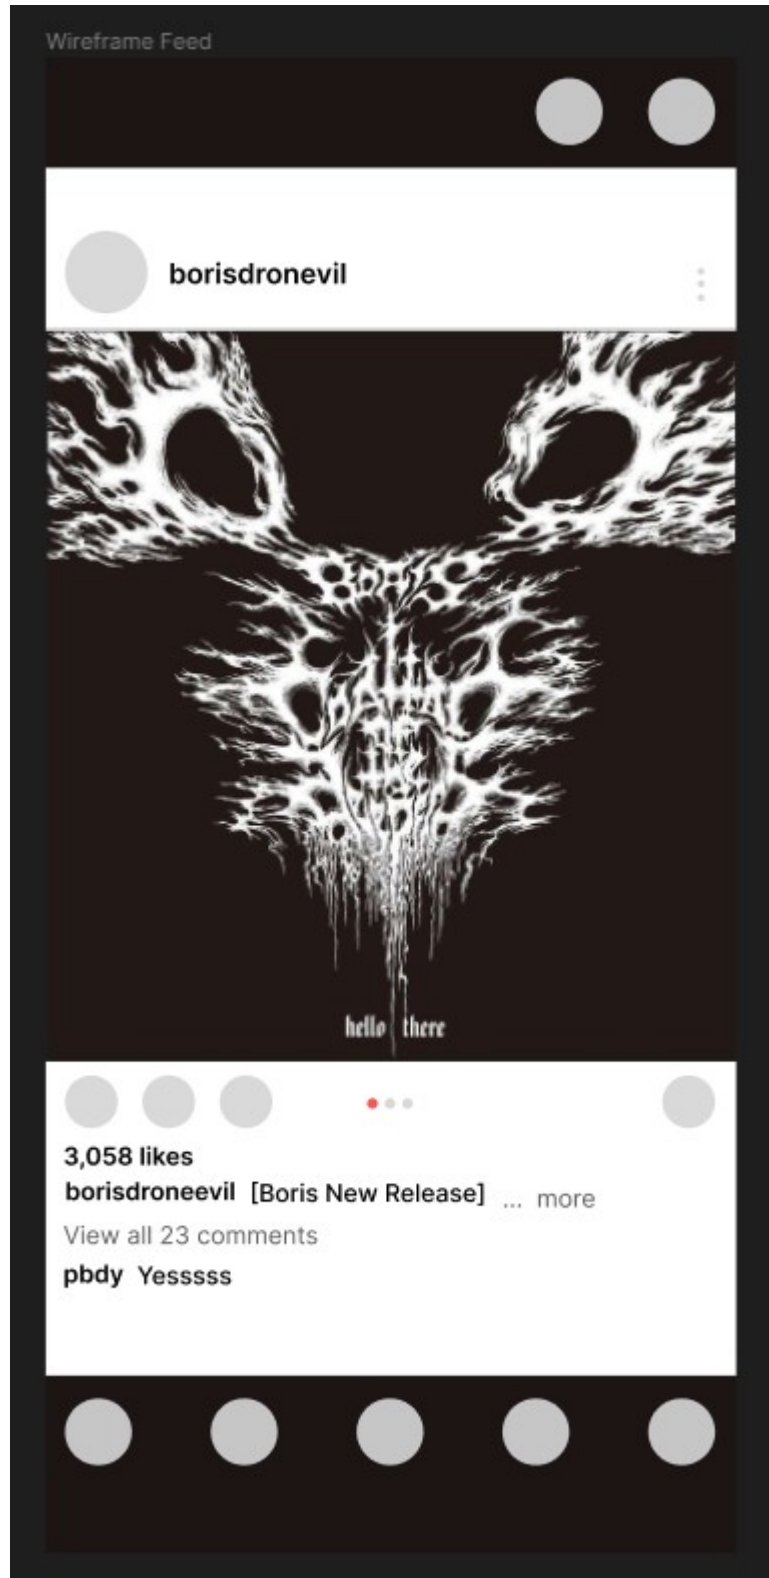 Wireframe Feed
borisdronevil
BORIS
hello there
3,058 likes
borisdroneevil [Boris New Release] ... more
View all 23 comments
pbdy Yesssss